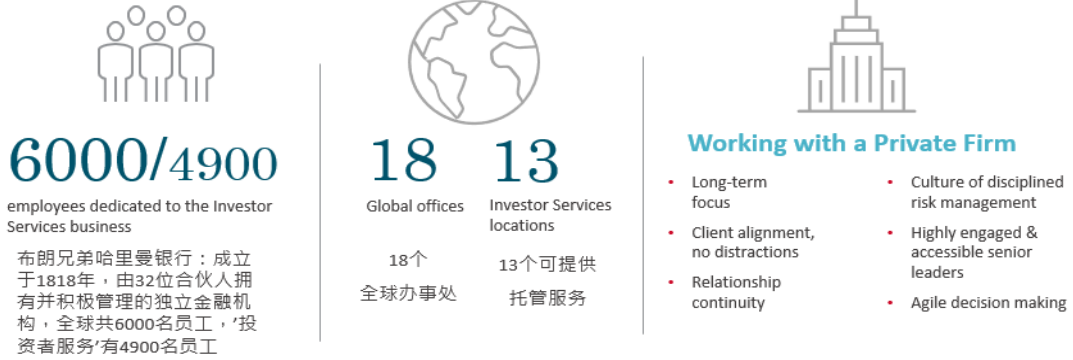 6000/4900
employees dedicated to the Investor
Services business
布朗兄弟哈里曼银行：成立
于1818年，由32位合伙人拥
有并积极管理的独立金融机
构，全球共6000名员工，'投
资者服务'有4900名员工
18
Global offices
18个
全球办事处
13
Investor Services
locations
13个可提供
托管服务
Working with a Private Firm
• Long-term
focus
• Client alignment,
no distractions
• Relationship
continuity
• Culture of disciplined
risk management
• Highly engaged &
accessible senior
leaders
• Agile decision making